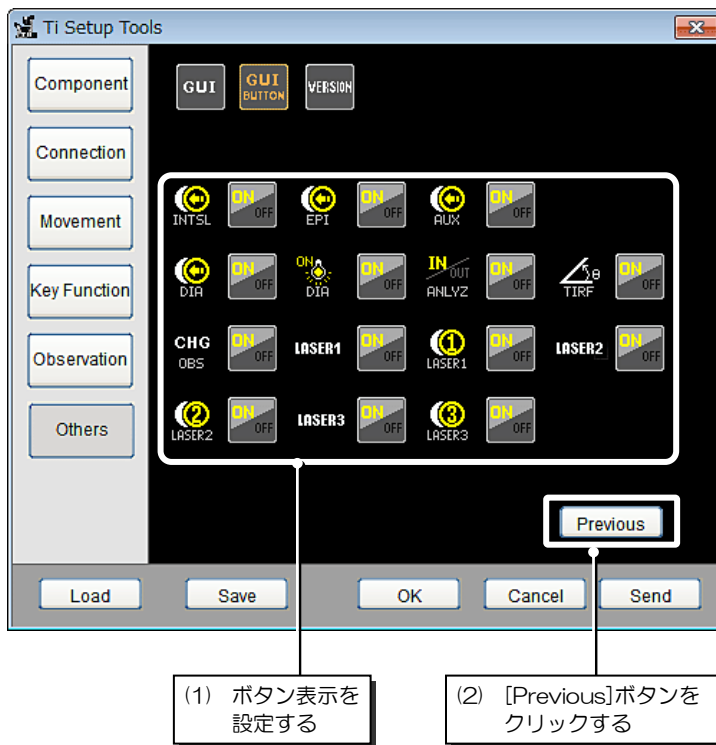 Ti Setup Tools
Component
Connection
Movement
Key Function
Observation
Others
GUI
GUI
BUTTON
VERSION
INTSL ON OFF EPI ON OFF AUX ON OFF
DIA ON OFF ON DIA ON OFF IN OUT ANLYZ ON OFF θ TIRF ON OFF
CHG OBS ON OFF LASER1 ON OFF 1 LASER1 ON OFF LASER2 ON OFF
2 LASER2 ON OFF LASER3 ON OFF 3 LASER3 ON OFF
Previous
Load Save OK Cancel Send
(1) ボタン表示を
設定する
(2) [Previous]ボタンを
クリックする